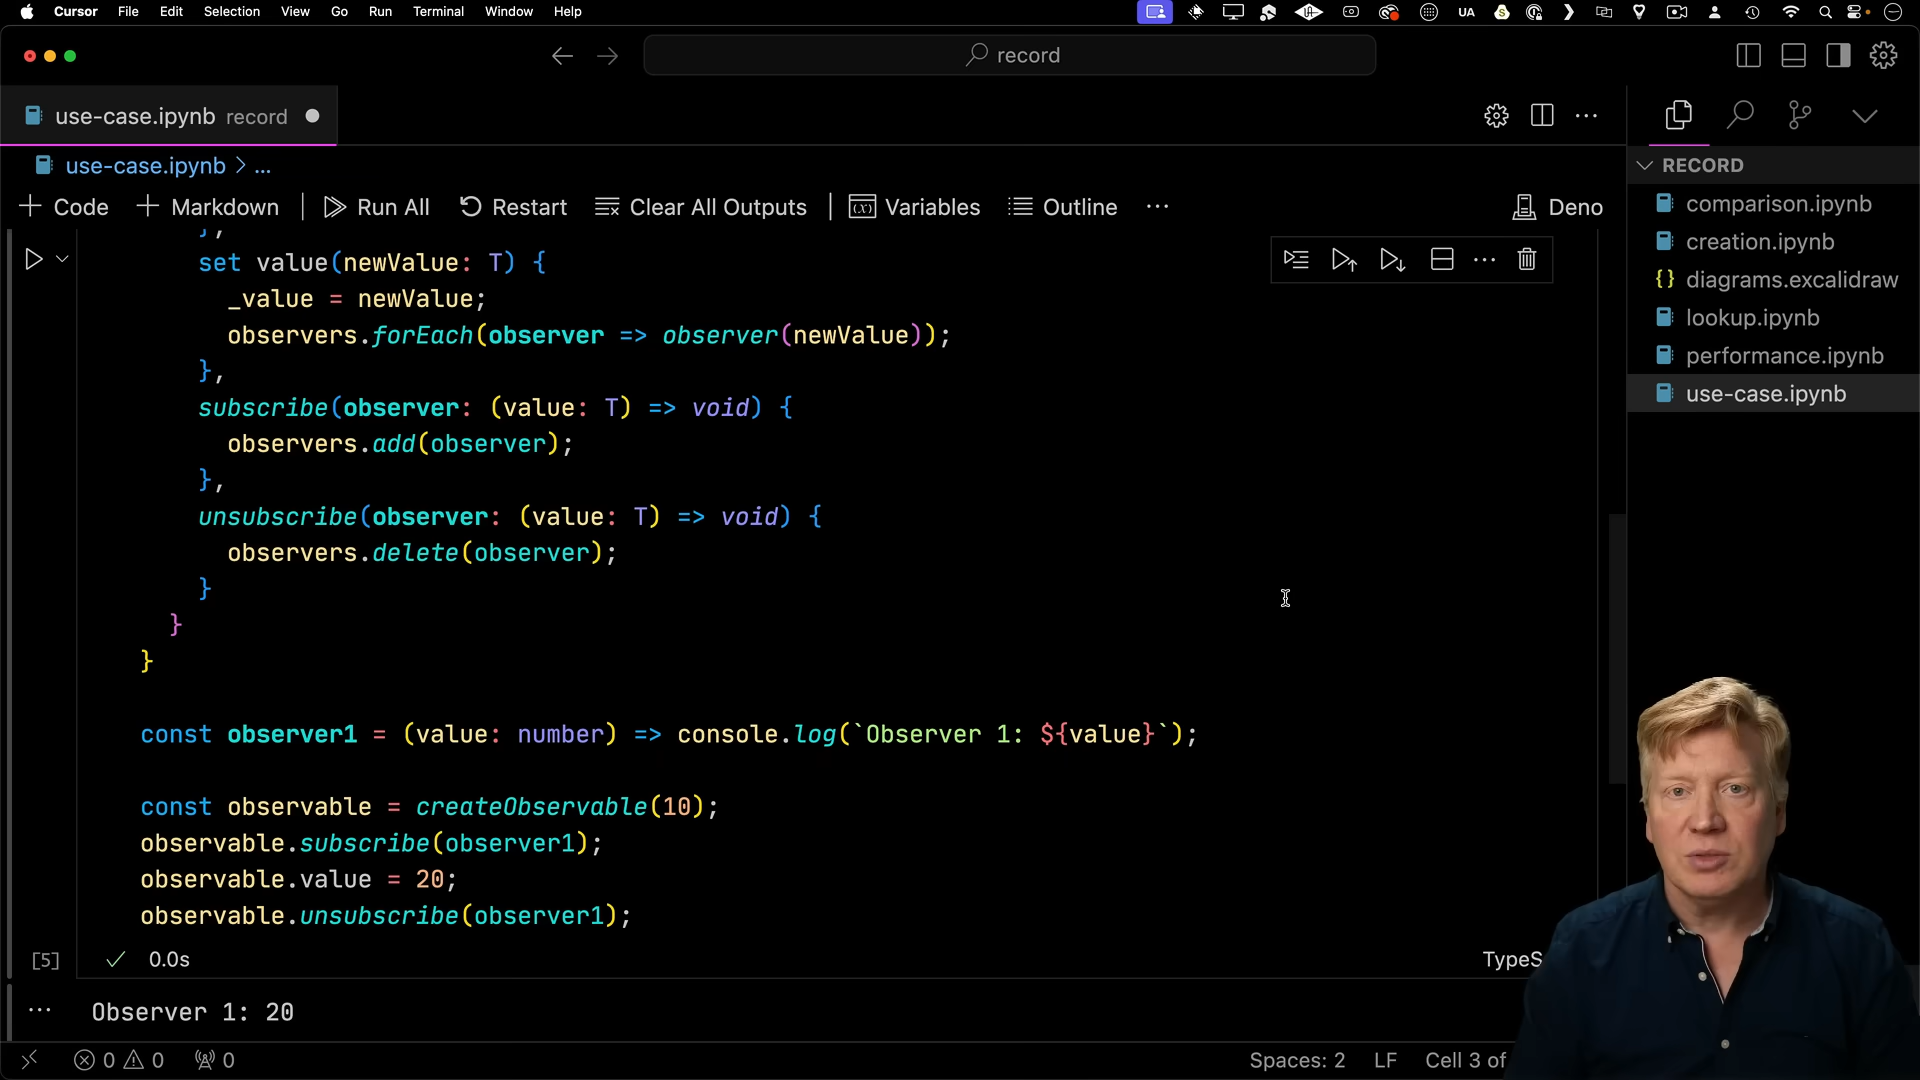 Cursor File Edit Selection View Go Run Terminal Window Help UA
record
use-case.ipynb record
use-case.ipynb > ...
Code Markdown Run All Restart Clear All Outputs Variables Outline ... Deno
},
set value(newValue: T) {
_value = newValue;
observers.forEach(observer => observer(newValue));
},
subscribe(observer: (value: T) => void) {
observers.add(observer);
},
unsubscribe(observer: (value: T) => void) {
observers.delete(observer);
}
}
}
const observer1 = (value: number) => console.log(`Observer 1: ${value}`);
const observable = createObservable(10);
observable.subscribe(observer1);
observable.value = 20;
observable.unsubscribe(observer1);
[5] 0.0s TypeS
Observer 1: 20
0 0 0 Spaces: 2 LF Cell 3 of
RECORD
comparison.ipynb
creation.ipynb
{} diagrams.excalidraw
lookup.ipynb
performance.ipynb
use-case.ipynb